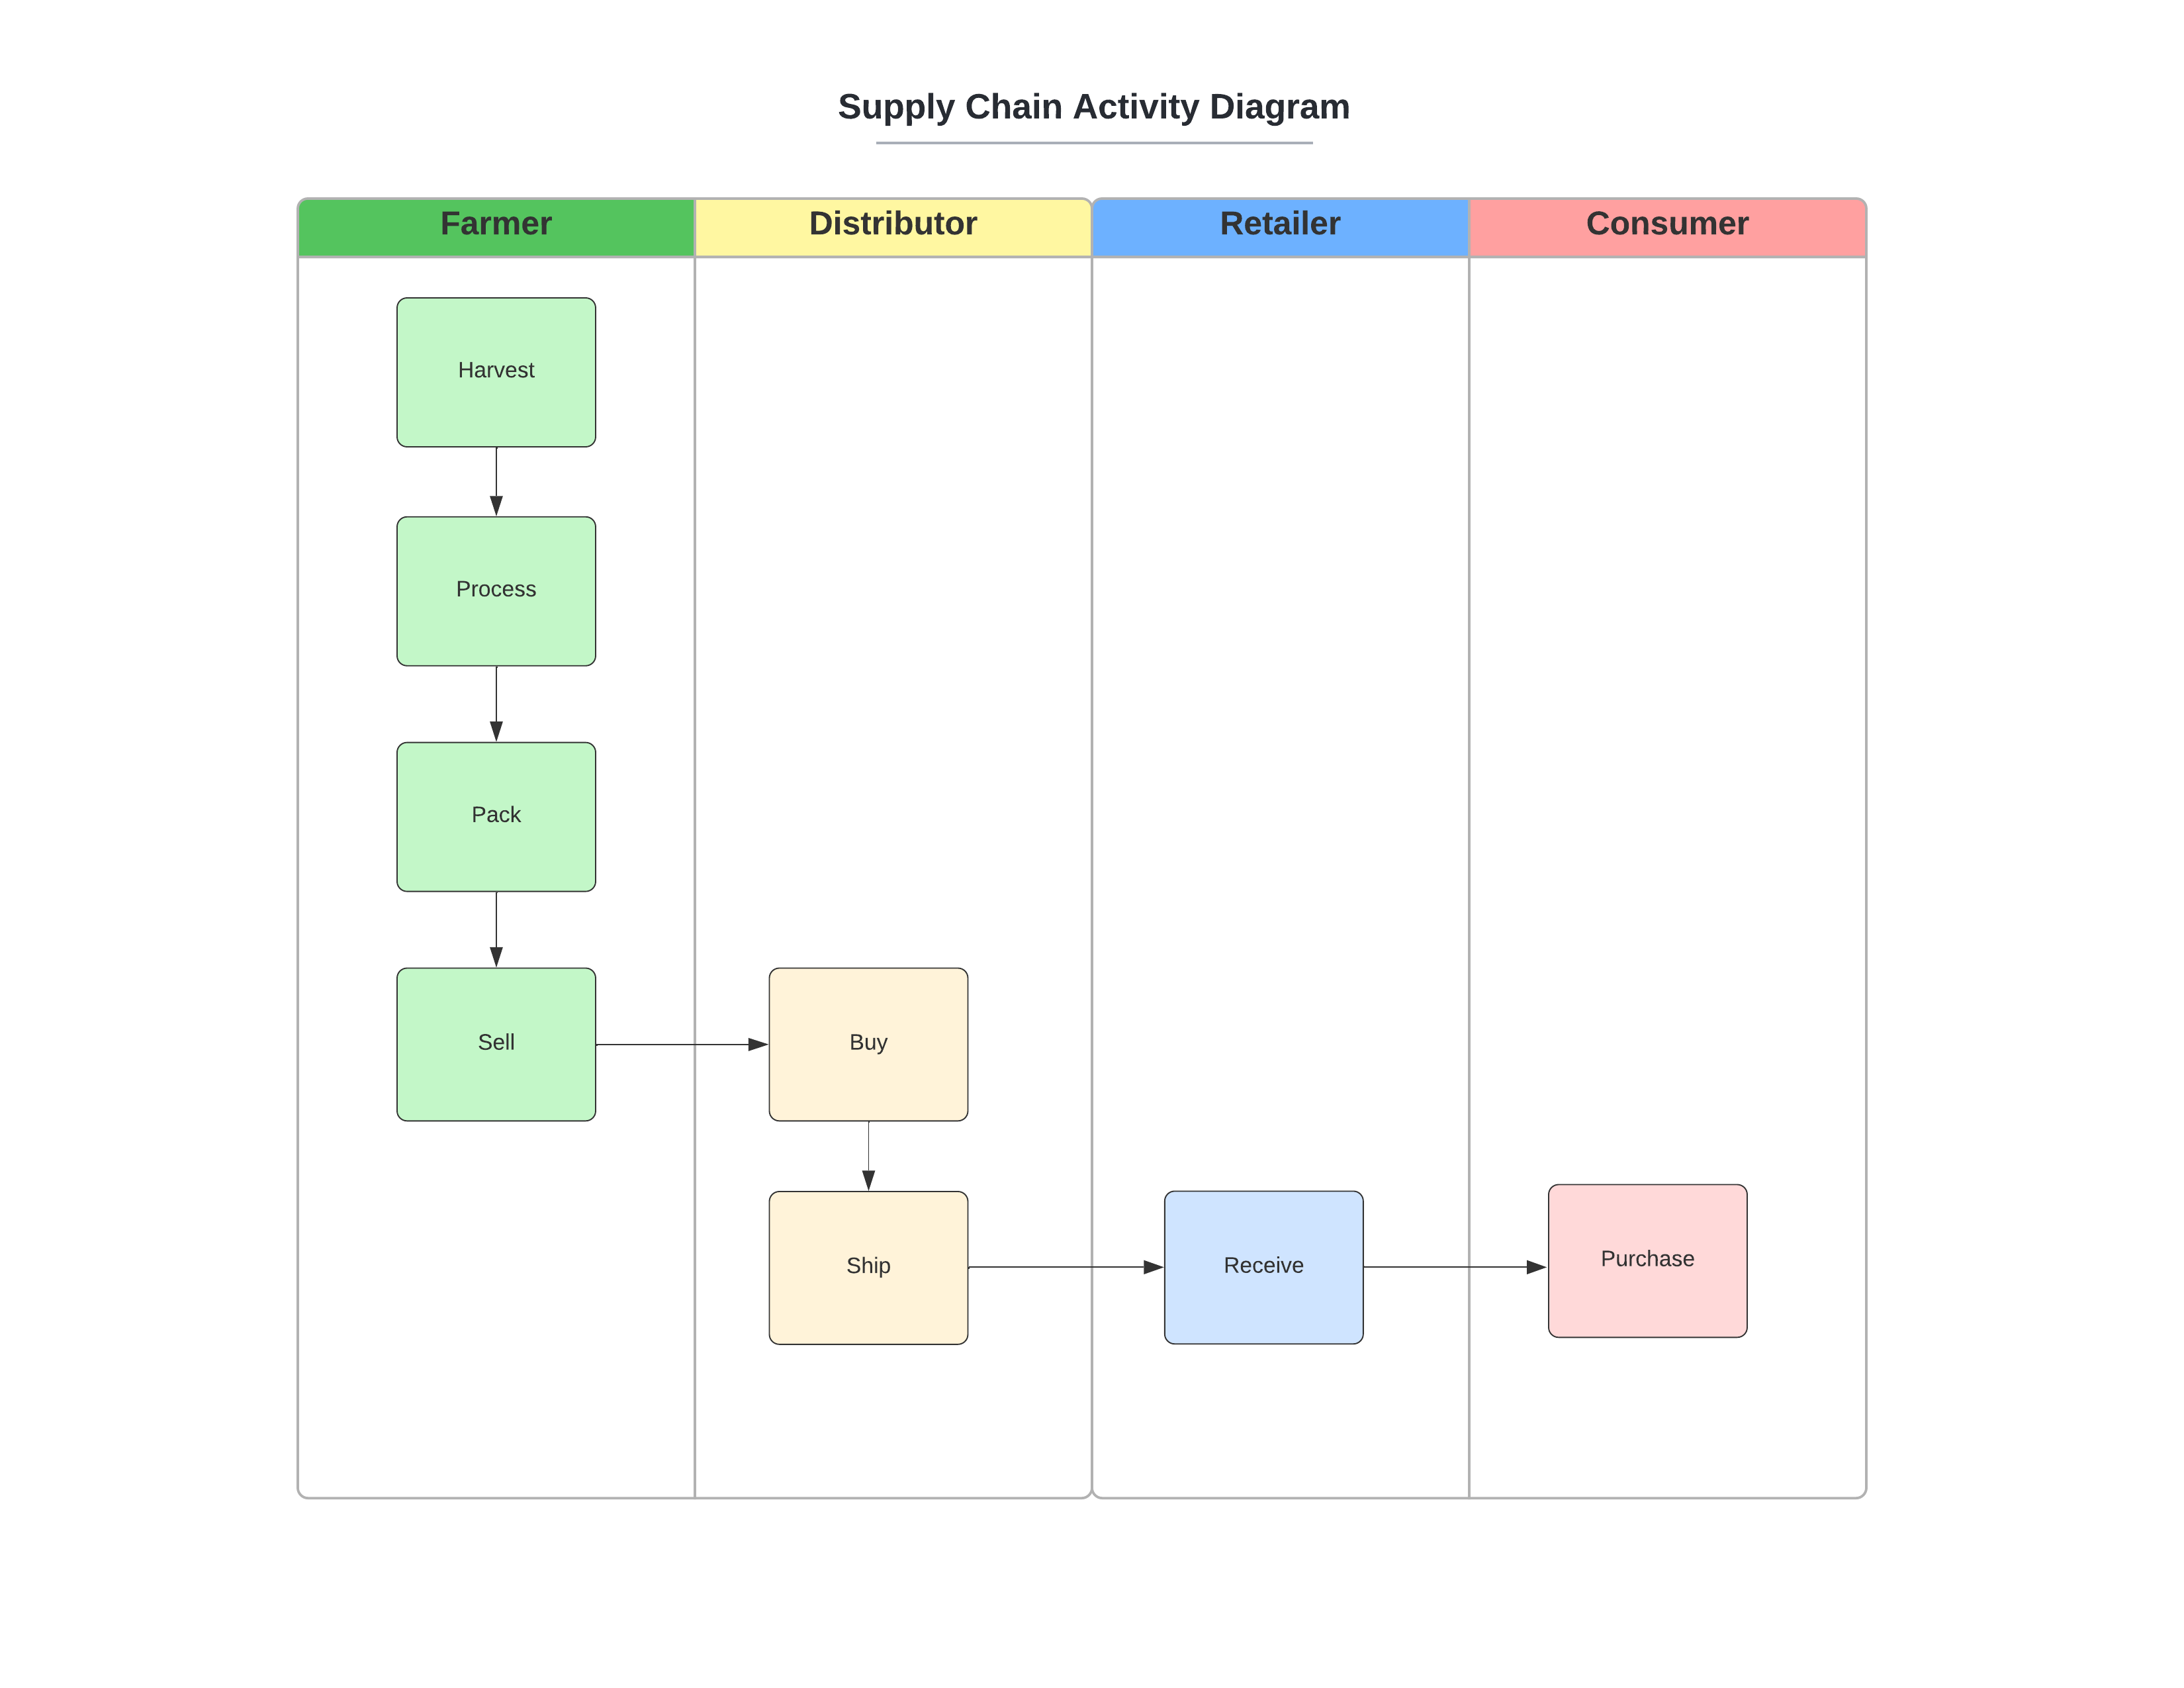 Supply Chain Activity Diagram
Farmer
Distributor
Retailer
Consumer
Harvest
Process
Pack
Sell
Buy
Ship
Receive
Purchase